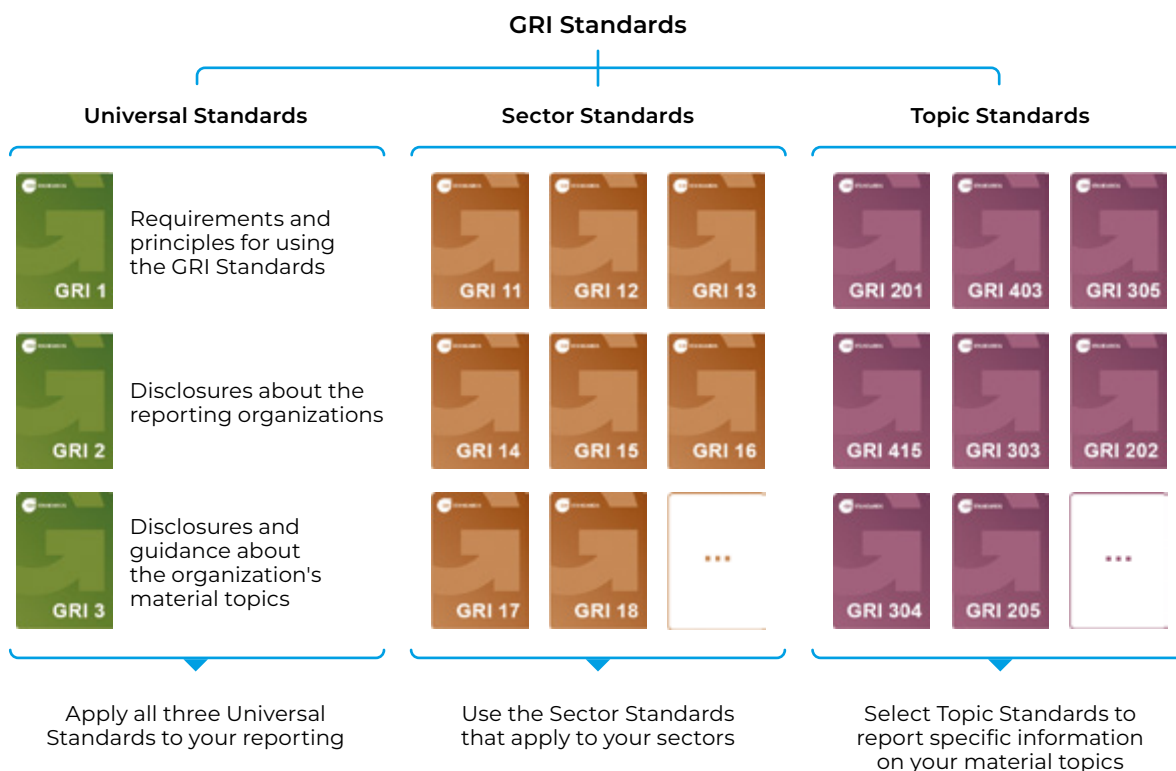 GRI Standards
Universal Standards
Sector Standards
Topic Standards
GRI 1
Requirements and
principles for using
the GRI Standards
GRI 11
GRI 12
GRI 13
GRI 201
GRI 403
GRI 305
GRI 2
Disclosures about the
reporting organizations
GRI 14
GRI 15
GRI 16
GRI 415
GRI 303
GRI 202
GRI 3
Disclosures and
guidance about
the organization's
material topics
GRI 17
GRI 18
...
GRI 304
GRI 205
...
Apply all three Universal
Standards to your reporting
Use the Sector Standards
that apply to your sectors
Select Topic Standards to
report specific information
on your material topics